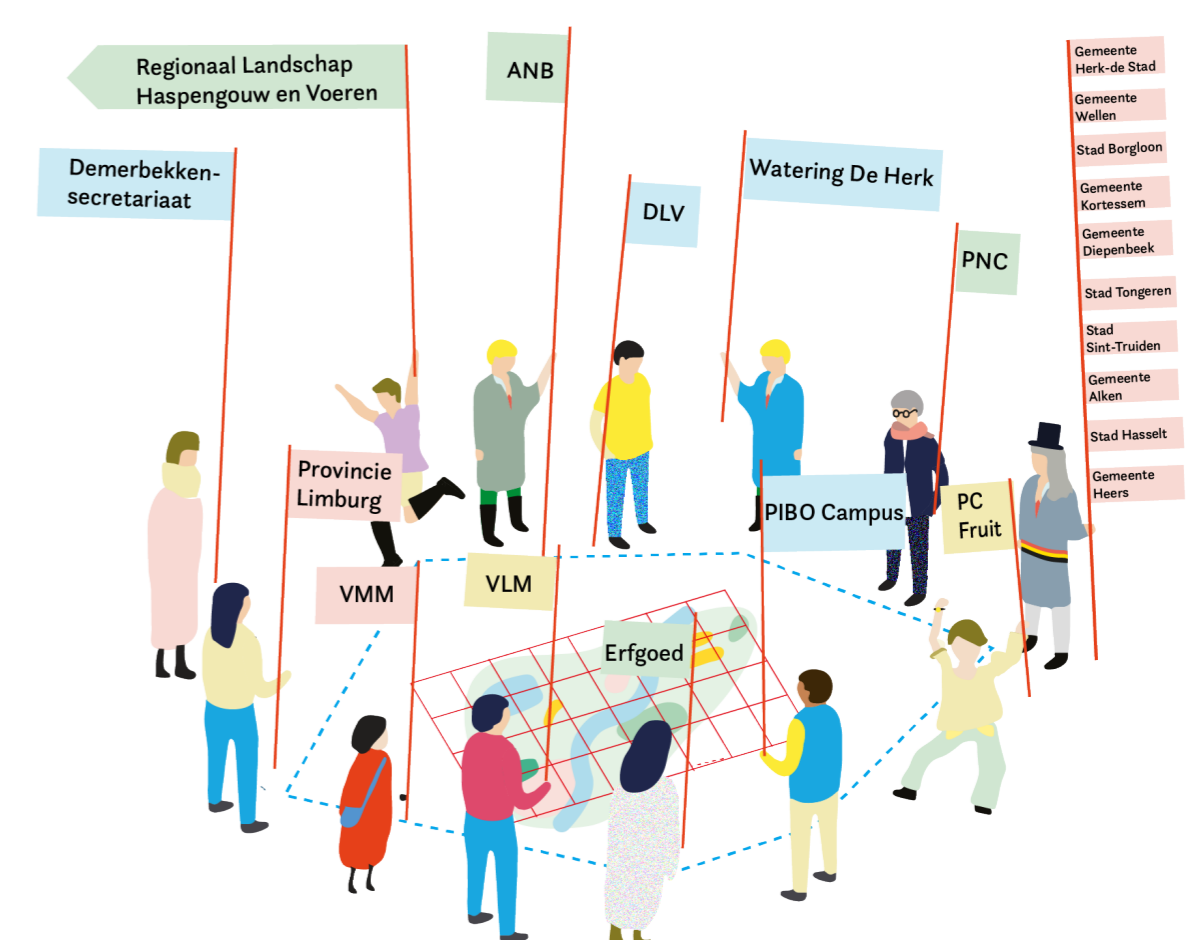 Regionaal Landschap
Haspengouw en Voeren
ANB
Demerbekken-
secretariaat
DLV
Watering De Herk
PNC
Gemeente
Herk-de Stad
Gemeente
Wellen
Stad Borgloon
Gemeente
Kortessem
Gemeente
Diepenbeek
Stad Tongeren
Stad
Sint-Truiden
Gemeente
Alken
Stad Hasselt
Gemeente
Heers
Provincie
Limburg
PIBO Campus
PC
Fruit
VMM
VLM
Erfgoed